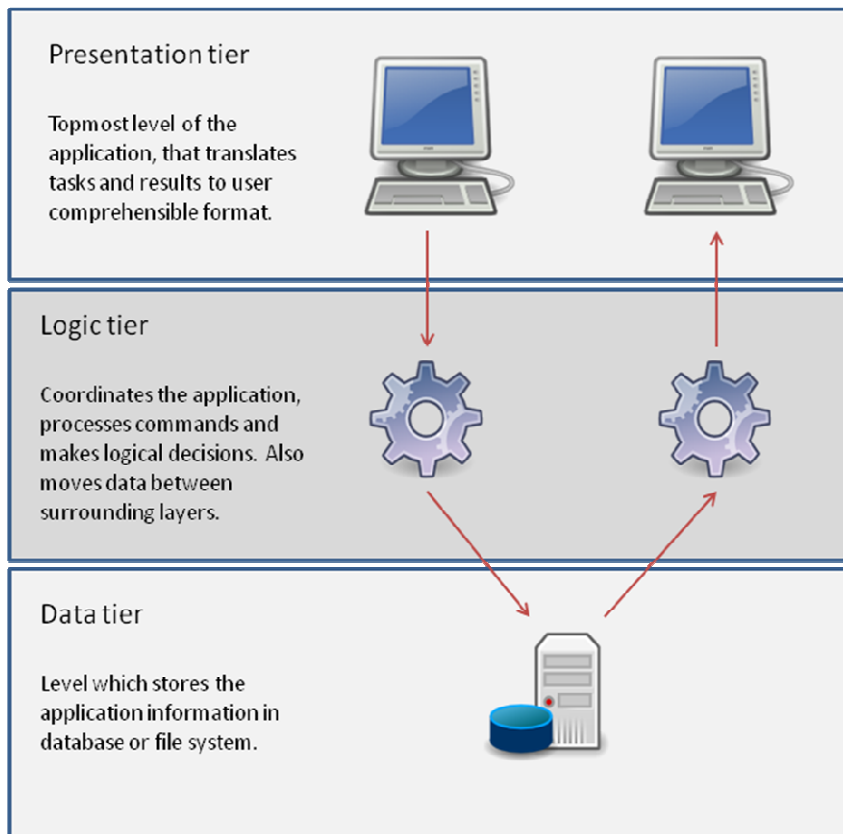 Presentation tier
Topmost level of the
application, that translates
tasks and results to user
comprehensible format.
Logic tier
Coordinates the application,
processes commands and
makes logical decisions. Also
moves data between
surrounding layers.
Data tier
Level which stores the
application information in
database or file system.